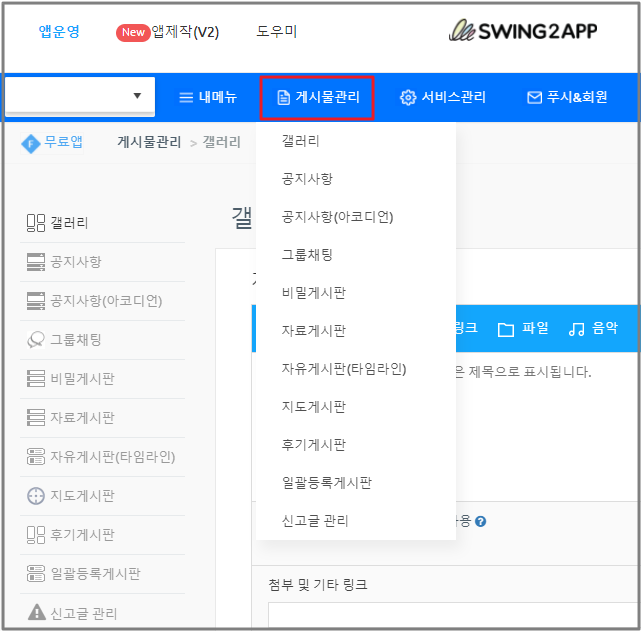 앱운영 New 앱제작(V2) 도우미 SWING2APP
내메뉴 게시물관리 서비스관리 푸시&회원
무료앱 게시물관리 > 갤러리
갤러리
공지사항
공지사항(아코디언)
그룹채팅
비밀게시판
자료게시판
자유게시판(타임라인)
지도게시판
후기게시판
일괄등록게시판
신고글 관리
갤러리
공지사항
공지사항(아코디언)
그룹채팅
비밀게시판
자료게시판
자유게시판(타임라인)
지도게시판
후기게시판
일괄등록게시판
신고글 관리
갤
링크 파일 음악
은 제목으로 표시됩니다.
용
첨부 및 기타 링크